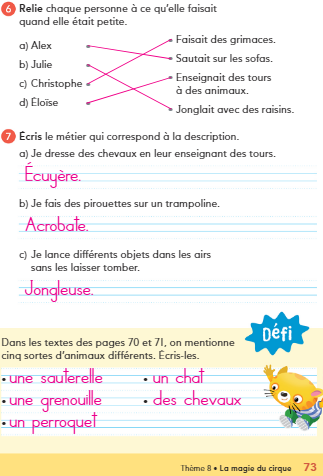 6 Relie chaque personne à ce qu'elle faisait
quand elle était petite.
a) Alex
b) Julie
c) Christophe
d) Éloïse
Faisait des grimaces.
Sautait sur les sofas.
Enseignait des tours
à des animaux.
Jonglait avec des raisins.
7 Écris le métier qui correspond à la description.
a) Je dresse des chevaux en leur enseignant des tours.
Écuyère.
b) Je fais des pirouettes sur un trampoline.
Acrobate.
c) Je lance différents objets dans les airs
sans les laisser tomber.
Jongleuse.
Défi
Dans les textes des pages 70 et 71, on mentionne
cinq sortes d'animaux différents. Écris-les.
• une sauterelle
• une grenouille
• un perroquet
• un chat
• des chevaux
Thème 8 • La magie du cirque 73